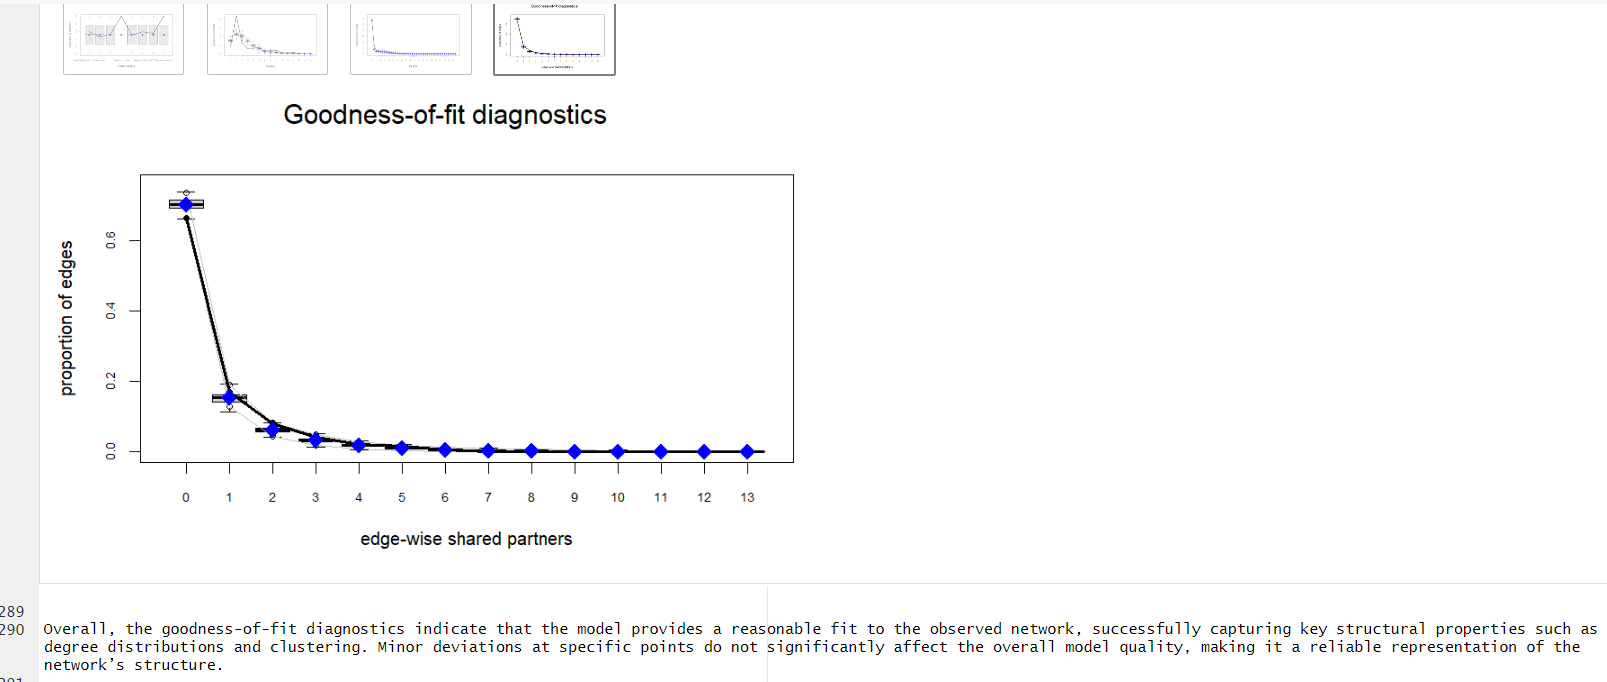 Goodness-of-fit diagnostics
Goodness-of-fit diagnostics
proportion of edges
0.6
0.4
0.2
0.0
0 1 2 3 4 5 6 7 8 9 10 11 12 13
edge-wise shared partners
289
290 Overall, the goodness-of-fit diagnostics indicate that the model provides a reasonable fit to the observed network, successfully capturing key structural properties such as
degree distributions and clustering. Minor deviations at specific points do not significantly affect the overall model quality, making it a reliable representation of the
network’s structure.